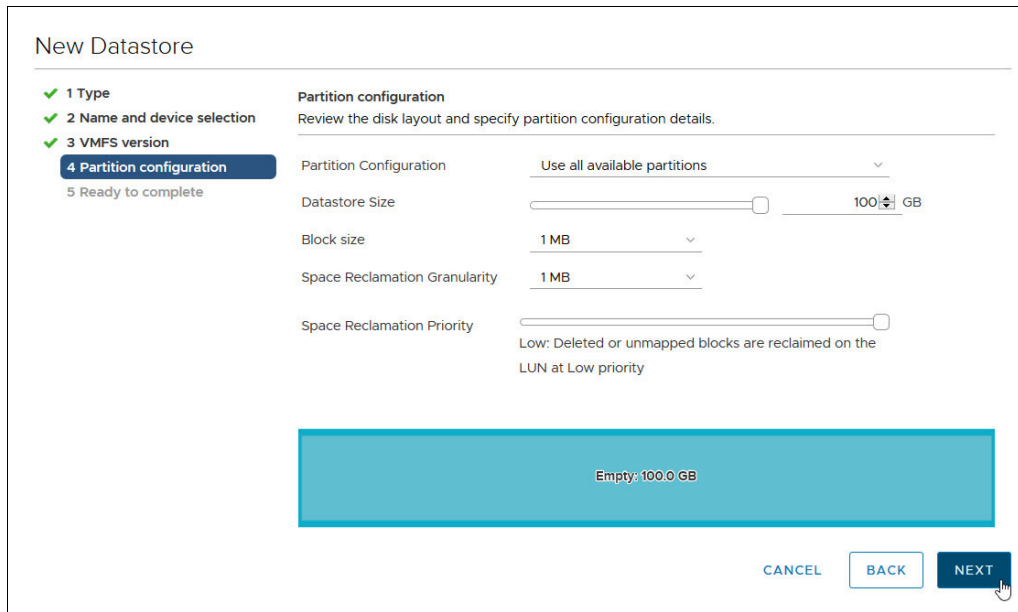 New Datastore
1 Type
2 Name and device selection
3 VMFS version
4 Partition configuration
5 Ready to complete
Partition configuration
Review the disk layout and specify partition configuration details.
Partition Configuration Use all available partitions
Datastore Size 100 GB
Block size 1 MB
Space Reclamation Granularity 1 MB
Space Reclamation Priority
Low: Deleted or unmapped blocks are reclaimed on the
LUN at Low priority
Empty: 100.0 GB
CANCEL BACK NEXT